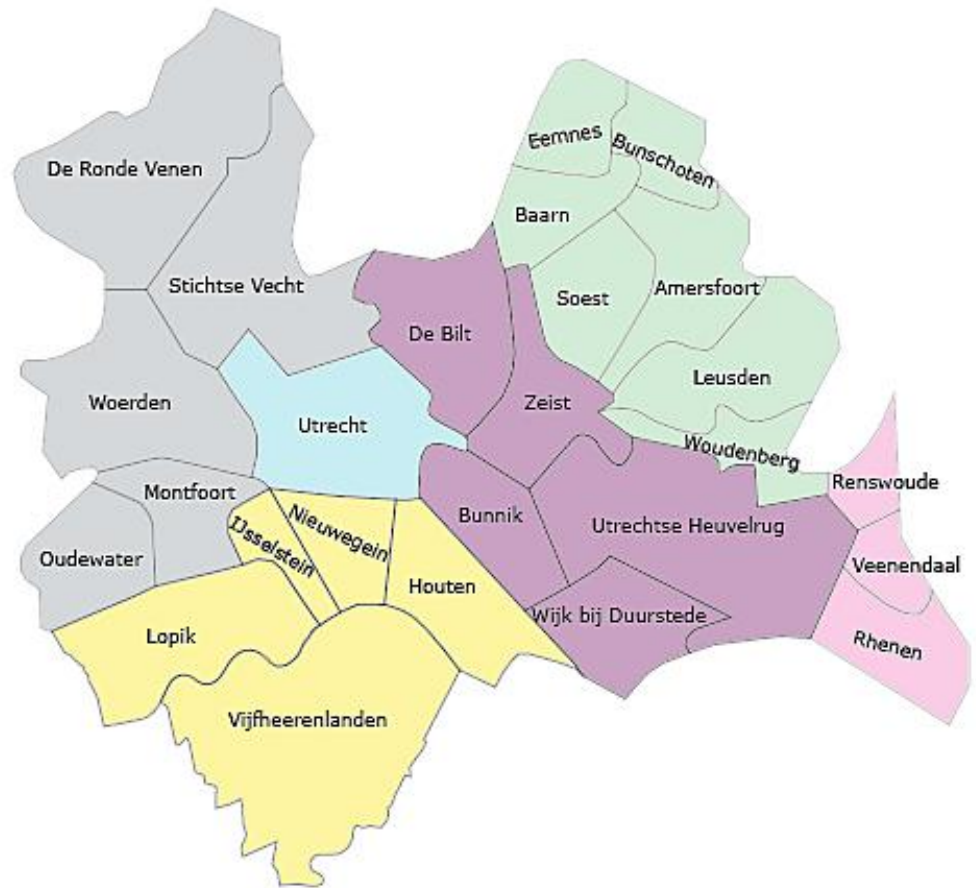 Eemnes
Bunschoten
De Ronde Venen
Baarn
Stichtse Vecht
Soest
Amersfoort
De Bilt
Leusden
Woerden
Zeist
Utrecht
Woudenberg
Renswoude
Montfoort
Nieuwegein
Bunnik
Utrechtse Heuvelrug
IJsselstein
Oudewater
Veenendaal
Houten
Wijk bij Duurstede
Lopik
Rhenen
Vijfheerenlanden